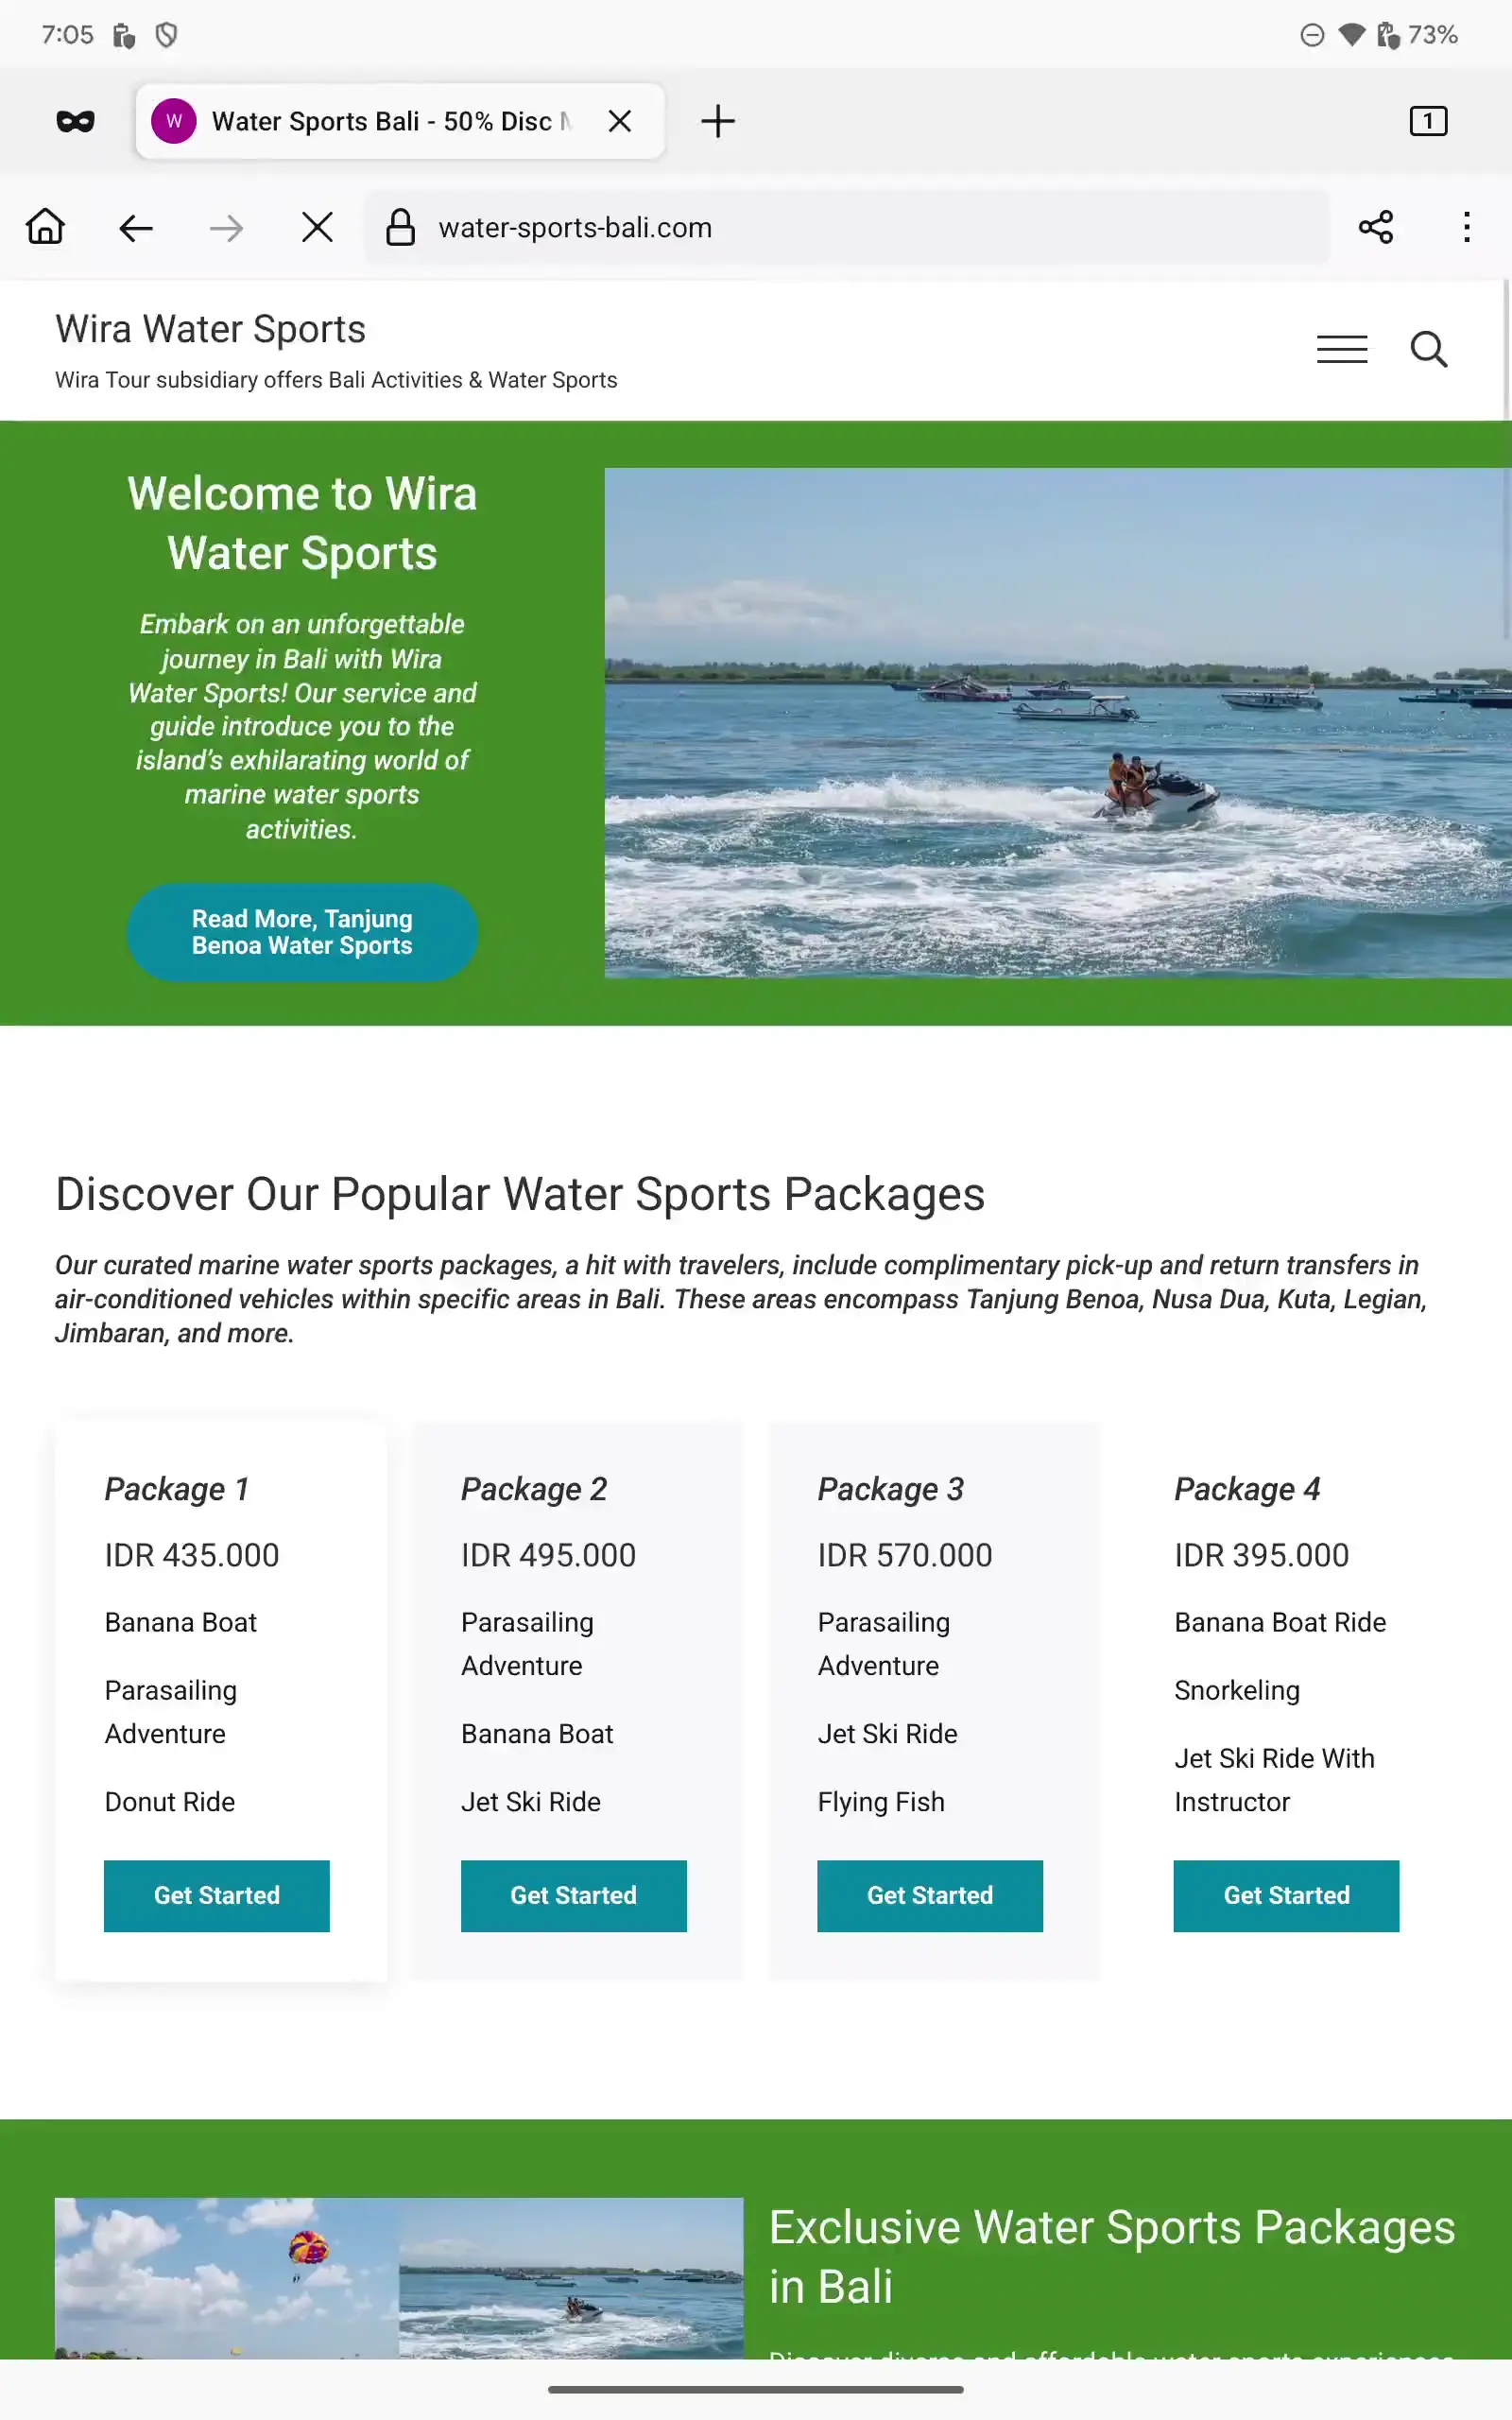 7:05
73%
W
Water Sports Bali - 50% Disc
1
water-sports-bali.com
Wira Water Sports
Wira Tour subsidiary offers Bali Activities & Water Sports
Welcome to Wira
Water Sports
Embark on an unforgettable
journey in Bali with Wira
Water Sports! Our service and
guide introduce you to the
island’s exhilarating world of
marine water sports
activities.
Read More, Tanjung
Benoa Water Sports
Discover Our Popular Water Sports Packages
Our curated marine water sports packages, a hit with travelers, include complimentary pick-up and return transfers in
air-conditioned vehicles within specific areas in Bali. These areas encompass Tanjung Benoa, Nusa Dua, Kuta, Legian,
Jimbaran, and more.
Package 1
IDR 435.000
Banana Boat
Parasailing
Adventure
Donut Ride
Get Started
Package 2
IDR 495.000
Parasailing
Adventure
Banana Boat
Jet Ski Ride
Get Started
Package 3
IDR 570.000
Parasailing
Adventure
Jet Ski Ride
Flying Fish
Get Started
Package 4
IDR 395.000
Banana Boat Ride
Snorkeling
Jet Ski Ride With
Instructor
Get Started
Exclusive Water Sports Packages
in Bali
Discover diverse and affordable water sports experiences